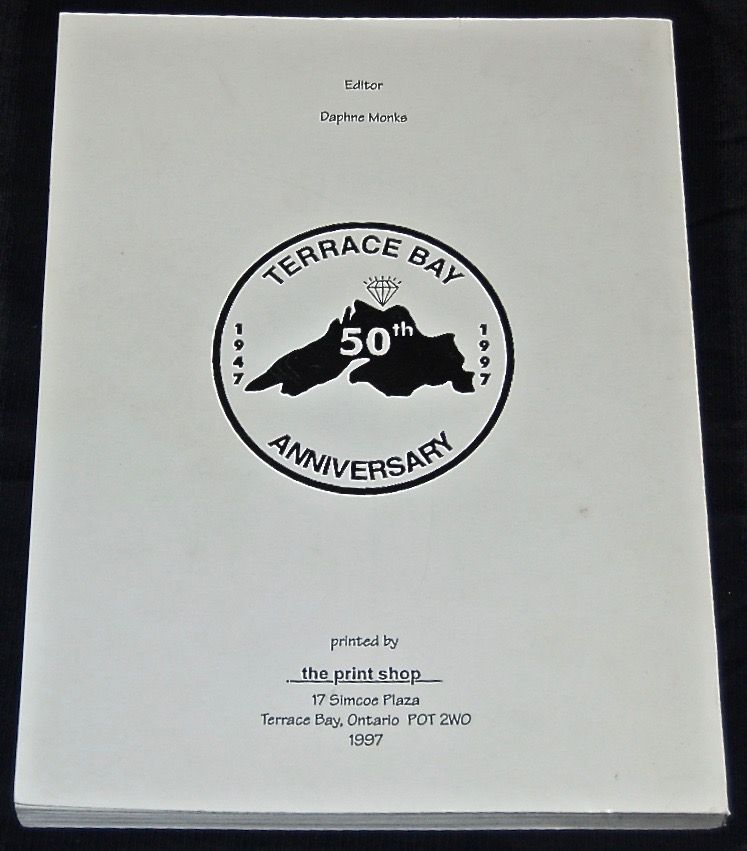 Editor
Daphne Monks
TERRACE BAY
1947
50th
1997
ANNIVERSARY
printed by
the print shop
17 Simcoe Plaza
Terrace Bay, Ontario P0T 2W0
1997